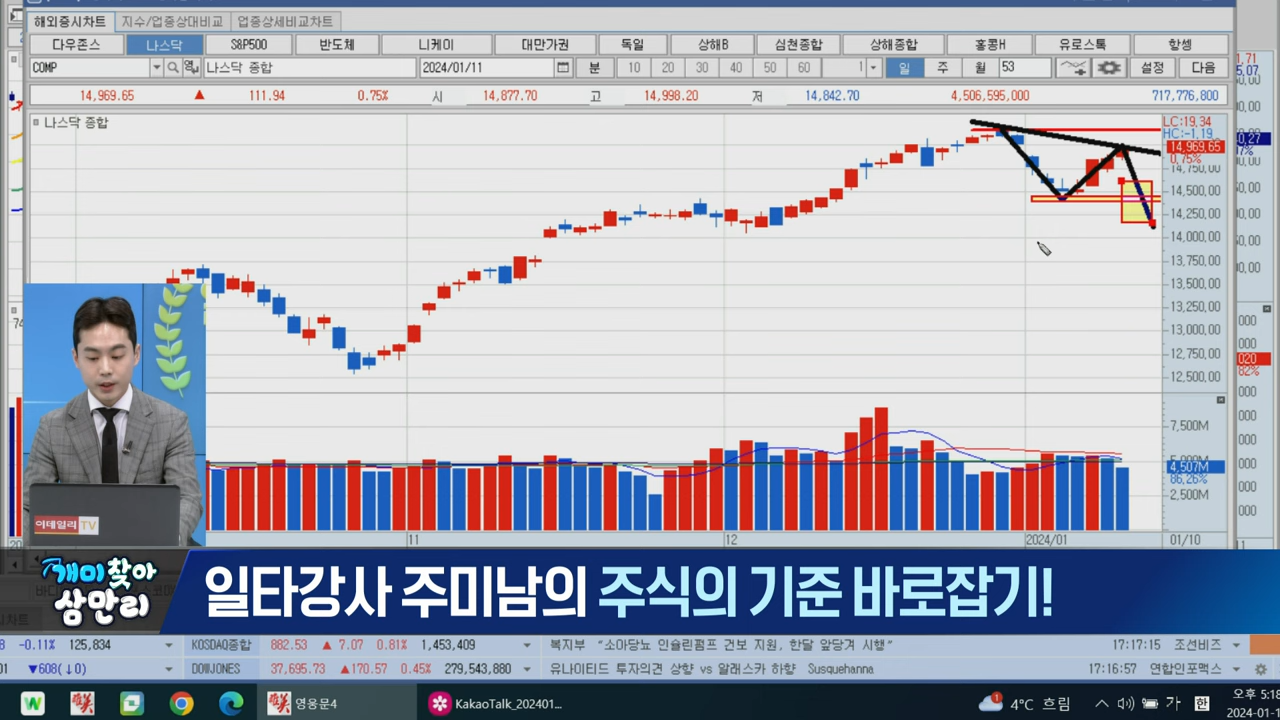 해외증시차트 지수/업종상대비교 업종상세비교차트
다우존스 나스닥 S&P500 반도체 니케이 대만가권 독일 상해B 심천종합 상해종합 홍콩H 유로스톡 항셍
COMP 나스닥 종합 2024/01/11 분 10 20 30 40 50 60 1 일 주 월 53 설정 다음
14,969.65 ▲ 111.94 0.75% 시 14,877.70 고 14,998.20 저 14,842.70 4,506,595,000 717,776,800
나스닥 종합
LC:19.34
HC:-1.19
14,969.65
0.75%
14,750.00
14,500.00
14,250.00
14,000.00
13,750.00
13,500.00
13,250.00
13,000.00
12,750.00
12,500.00
7,500M
4,507M
86.26%
2,500M
11 12 2024/01 01/10
이데일리 TV
개미찾아
삼만리
일타강사 주미남의 주식의 기준 바로잡기!
-0.11% 125,834 KOSDAQ종합 882.53 ▲ 7.07 0.81% 1,453,409 복지부 “소아당뇨 인슐린펌프 건보 지원, 한달 앞당겨 시행” 17:17:15 조선비즈
▼608(↓0) DOWJONES 37,695.73 ▲170.57 0.45% 279,543,880 유나이티드 투자의견 상향 vs 알래스카 하향 Susquehanna 17:16:57 연합인포맥스
영웅문4 KakaoTalk_202401... 4°C 흐림 가 한 오후 5:18
2024-01-1